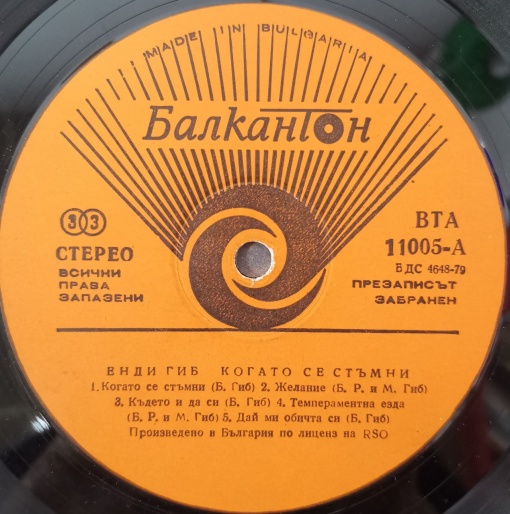 MADE IN BULGARIA
Балкантон
33
СТЕРЕО
ВСИЧКИ
ПРАВА
ЗАПАЗЕНИ
ВТА
11005-А
БДС 4648-79
ПРЕЗАПИСЪТ
ЗАБРАНЕН
ЕНДИ ГИБ КОГАТО СЕ СТЪМНИ
1. Когато се стъмни (Б. Гиб) 2. Желание (Б. Р. и М. Гиб)
3. Където и да си (Б. Гиб) 4. Темпераментна езда
(Б. Р. и М. Гиб) 5. Дай ми обичта си (Б. Гиб)
Произведено в България по лиценз на RSO